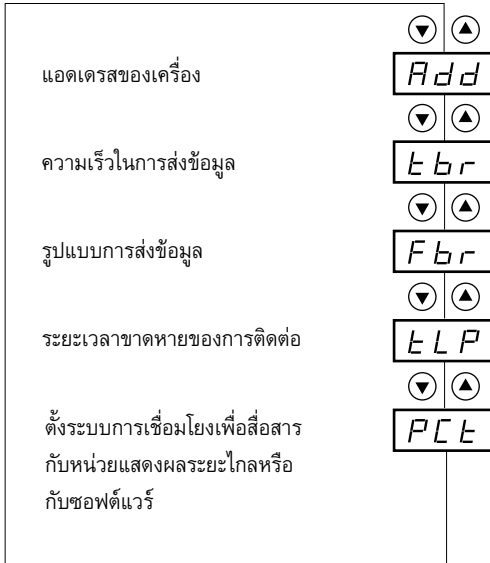 แอดเดรสของเครื่อง Add
ความเร็วในการส่งข้อมูล tbr
รูปแบบการส่งข้อมูล Fbr
ระยะเวลาขาดหายของการติดต่อ tLP
ตั้งระบบการเชื่อมโยงเพื่อสื่อสาร PCt
กับหน่วยแสดงผลระยะไกลหรือ
กับซอฟต์แวร์